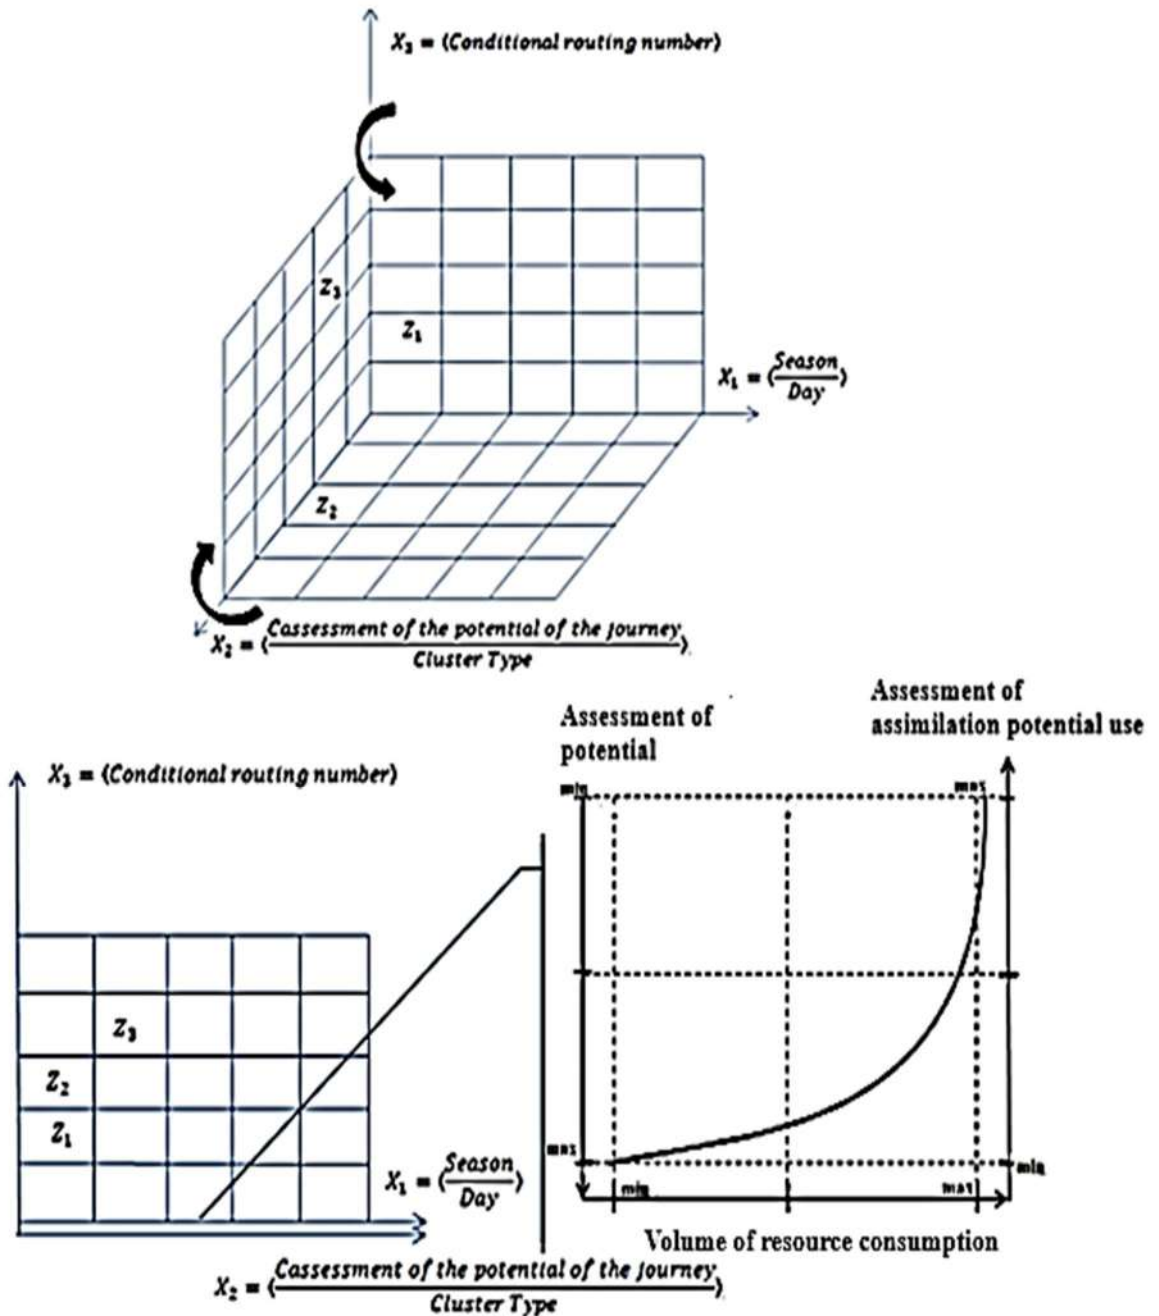 X₃ = (Conditional routing number)
Z₃
Z₁
X₁ = (Season
Day)
Z₂
X₂ = (Cassessment of the potential of the journey
Cluster Type)
Assessment of
potential
Assessment of
assimilation potential use
X₃ = (Conditional routing number)
min
max
Z₃
Z₂
Z₁
max
min
X₁ = (Season
Day)
min
max
Volume of resource consumption
X₂ = (Cassessment of the potential of the journey
Cluster Type)